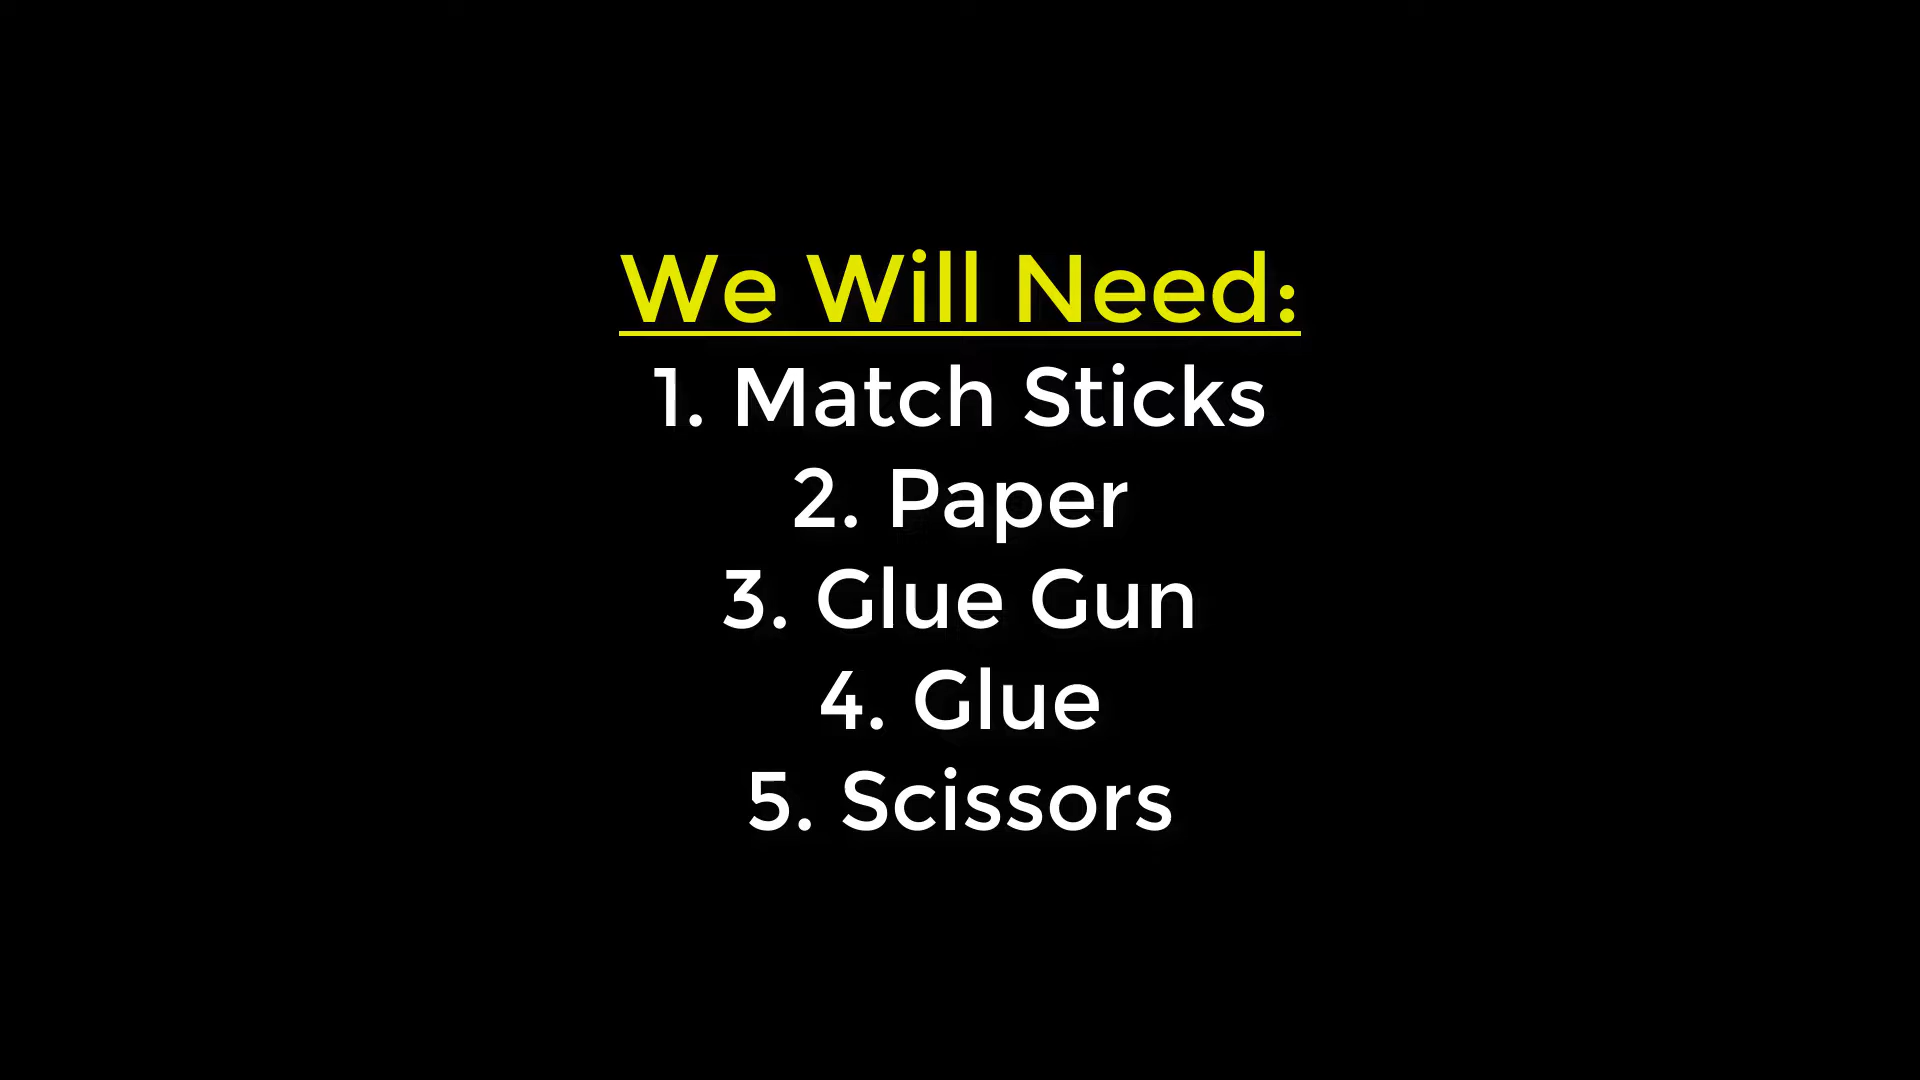 We Will Need:
1. Match Sticks
2. Paper
3. Glue Gun
4. Glue
5. Scissors